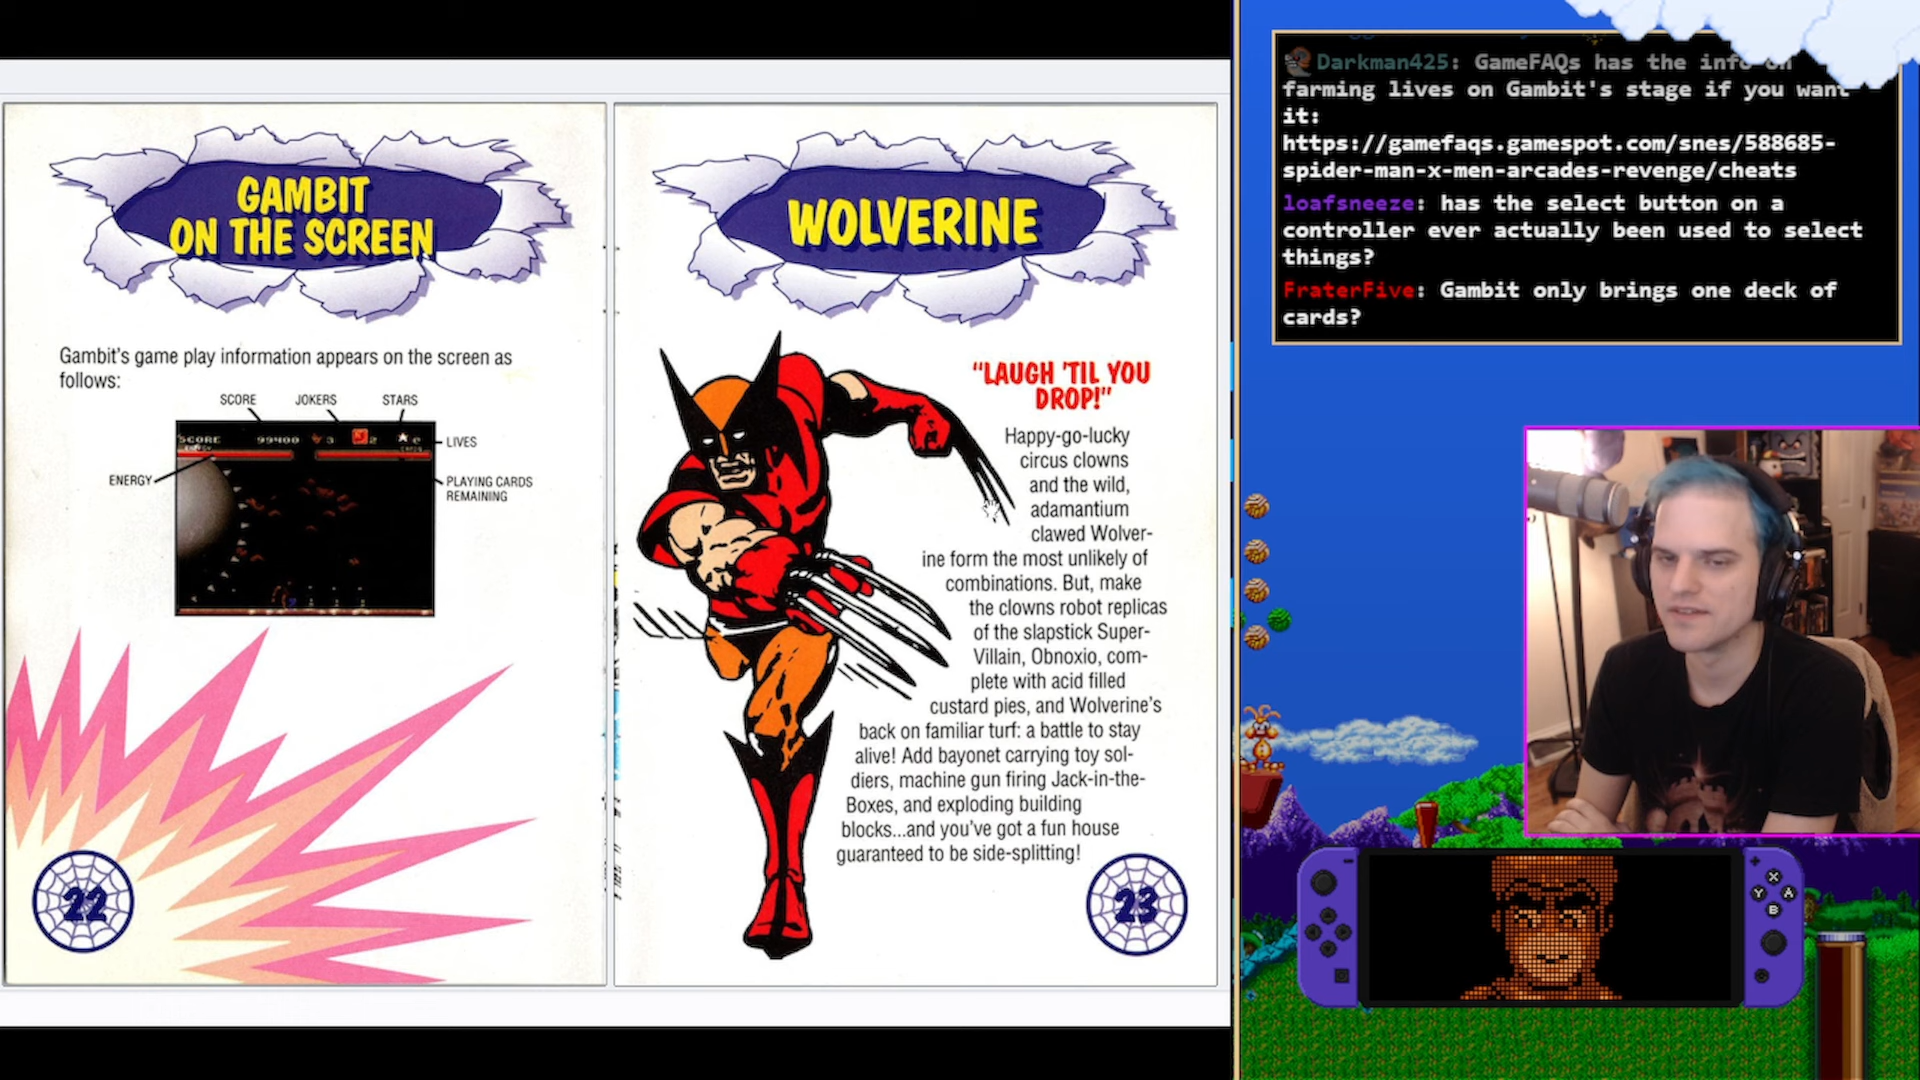 GAMBIT
ON THE SCREEN
Gambit's game play information appears on the screen as
follows:
SCORE JOKERS STARS
SCORE 99400 3 2
LIVES
ENERGY
PLAYING CARDS
REMAINING
22
WOLVERINE
"LAUGH 'TIL YOU
DROP!"
Happy-go-lucky
circus clowns
and the wild,
adamantium
clawed Wolver-
ine form the most unlikely of
combinations. But, make
the clowns robot replicas
of the slapstick Super-
Villain, Obnoxio, com-
plete with acid filled
custard pies, and Wolverine's
back on familiar turf: a battle to stay
alive! Add bayonet carrying toy sol-
diers, machine gun firing Jack-in-the-
Boxes, and exploding building
blocks...and you've got a fun house
guaranteed to be side-splitting!
23
Darkman425: GameFAQs has the info on
farming lives on Gambit's stage if you want
it:
https://gamefaqs.gamespot.com/snes/588685-
spider-man-x-men-arcades-revenge/cheats
loafsneeze: has the select button on a
controller ever actually been used to select
things?
FraterFive: Gambit only brings one deck of
cards?
X
Y A
B